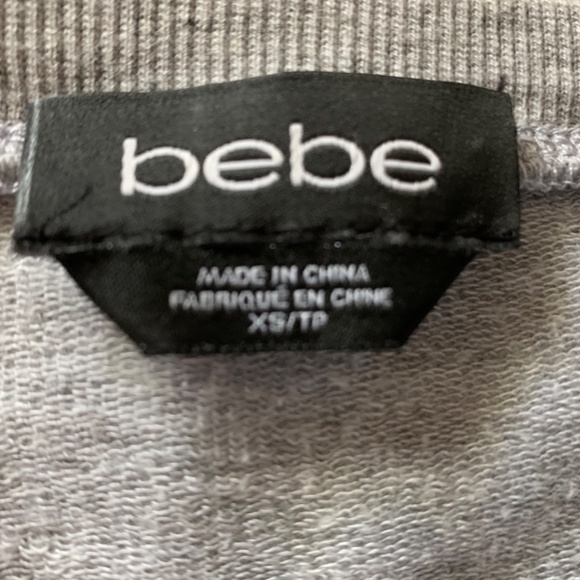 bebe
MADE IN CHINA
FABRIQUÉ EN CHINE
XS/TP